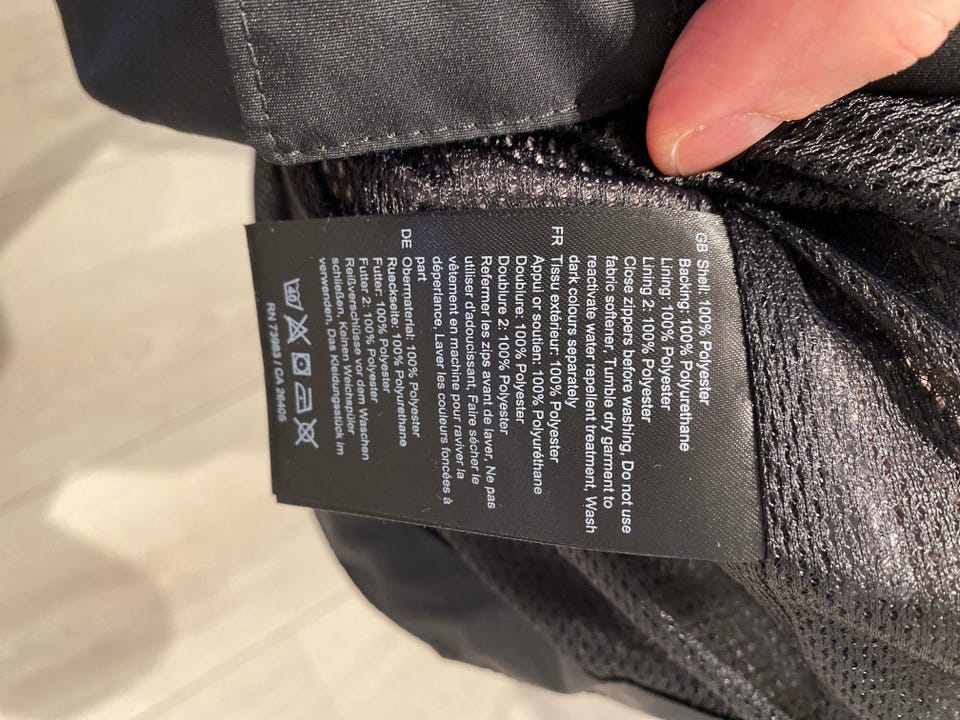 GB Shell: 100% Polyester
Backing: 100% Polyurethane
Lining: 100% Polyester
Lining 2: 100% Polyester
Close zippers before washing, Do not use
fabric softener, Tumble dry garment to
reactivate water repellent treatment, Wash
dark colours separately
FR Tissu extérieur: 100% Polyester
Appui or soutien: 100% Polyuréthane
Doublure: 100% Polyester
Doublure 2: 100% Polyester
Refermer les zips avant de laver, Ne pas
utiliser d'adoucissant, Faire sécher le
vêtement en machine pour raviver la
déperlance, Laver les couleurs foncées à
part
DE Obermaterial: 100% Polyester
Rueckseite: 100% Polyurethane
Futter: 100% Polyester
Futter 2: 100% Polyester
Reißverschlüsse vor dem Waschen
schließen, Keinen Weichspüler
verwenden, Das Kleidungsstück im
40
RN 79983 / CA 26405